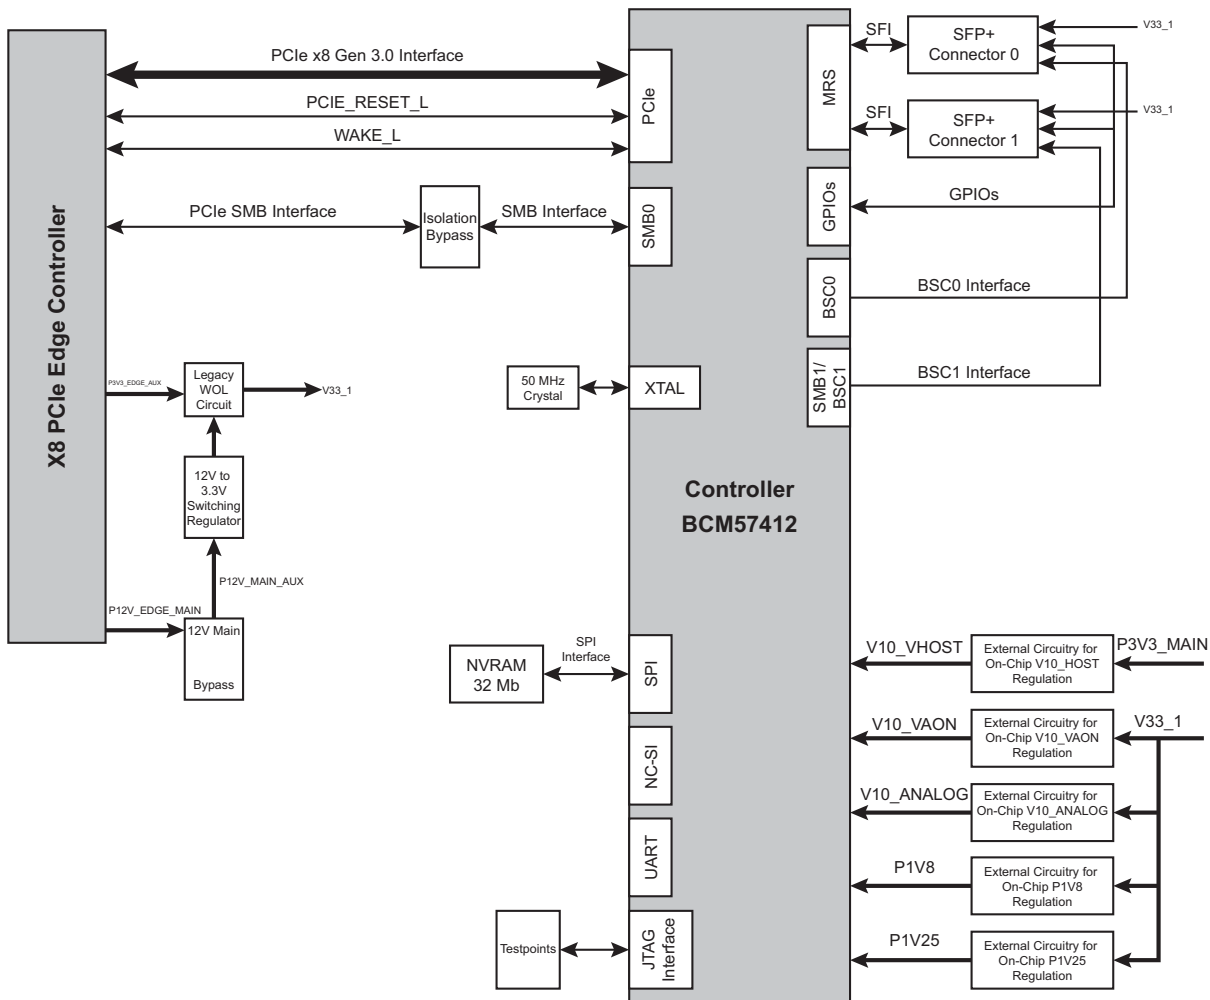 X8 PCIe Edge Controller
PCIe x8 Gen 3.0 Interface
PCIE_RESET_L
WAKE_L
PCIe SMB Interface
Isolation
Bypass
SMB Interface
P3V3_EDGE_AUX
Legacy
WOL
Circuit
V33_1
12V to
3.3V
Switching
Regulator
P12V_MAIN_AUX
P12V_EDGE_MAIN
12V Main
Bypass
50 MHz
Crystal
NVRAM
32 Mb
SPI
Interface
Testpoints
PCIe
SMB0
XTAL
SPI
NC-SI
UART
JTAG
Interface
Controller
BCM57412
MRS
GPIOs
BSC0
SMB1/
BSC1
SFI
SFP+
Connector 0
V33_1
SFI
SFP+
Connector 1
V33_1
GPIOs
BSC0 Interface
BSC1 Interface
V10_VHOST
External Circuitry for
On-Chip V10_HOST
Regulation
P3V3_MAIN
V10_VAON
External Circuitry for
On-Chip V10_VAON
Regulation
V33_1
V10_ANALOG
External Circuitry for
On-Chip V10_ANALOG
Regulation
P1V8
External Circuitry for
On-Chip P1V8
Regulation
P1V25
External Circuitry for
On-Chip P1V25
Regulation